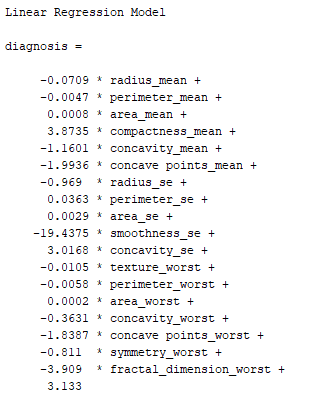 Linear Regression Model
diagnosis =
-0.0709 * radius_mean +
-0.0047 * perimeter_mean +
0.0008 * area_mean +
3.8735 * compactness_mean +
-1.1601 * concavity_mean +
-1.9936 * concave points_mean +
-0.969 * radius_se +
0.0363 * perimeter_se +
0.0029 * area_se +
-19.4375 * smoothness_se +
3.0168 * concavity_se +
-0.0105 * texture_worst +
-0.0058 * perimeter_worst +
0.0002 * area_worst +
-0.3631 * concavity_worst +
-1.8387 * concave points_worst +
-0.811 * symmetry_worst +
-3.909 * fractal_dimension_worst +
3.133